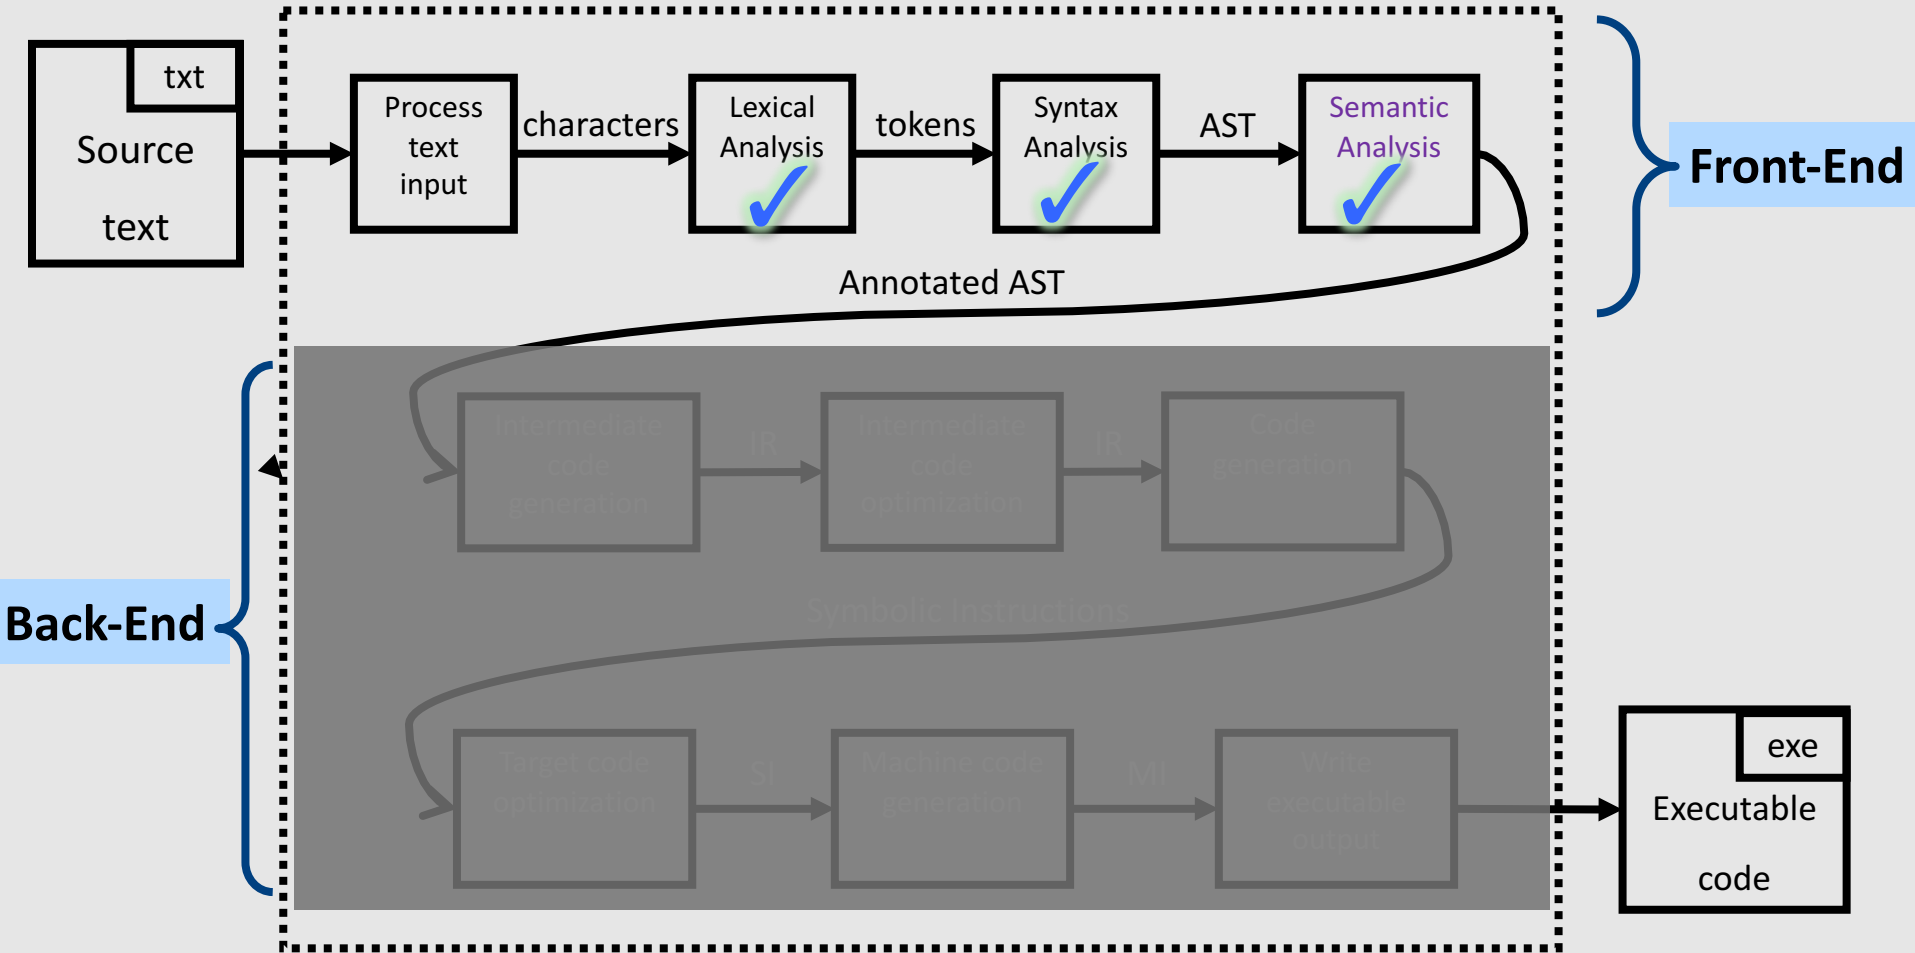 txt
Source
text
Process
text
input
characters
Lexical
Analysis
tokens
Syntax
Analysis
AST
Semantic
Analysis
Front-End
Annotated AST
Back-End
Intermediate
code
generation
IR
Intermediate
code
optimization
IR
Code
generation
Symbolic Instructions
Target code
optimization
SI
Machine code
generation
MI
Write
executable
output
exe
Executable
code